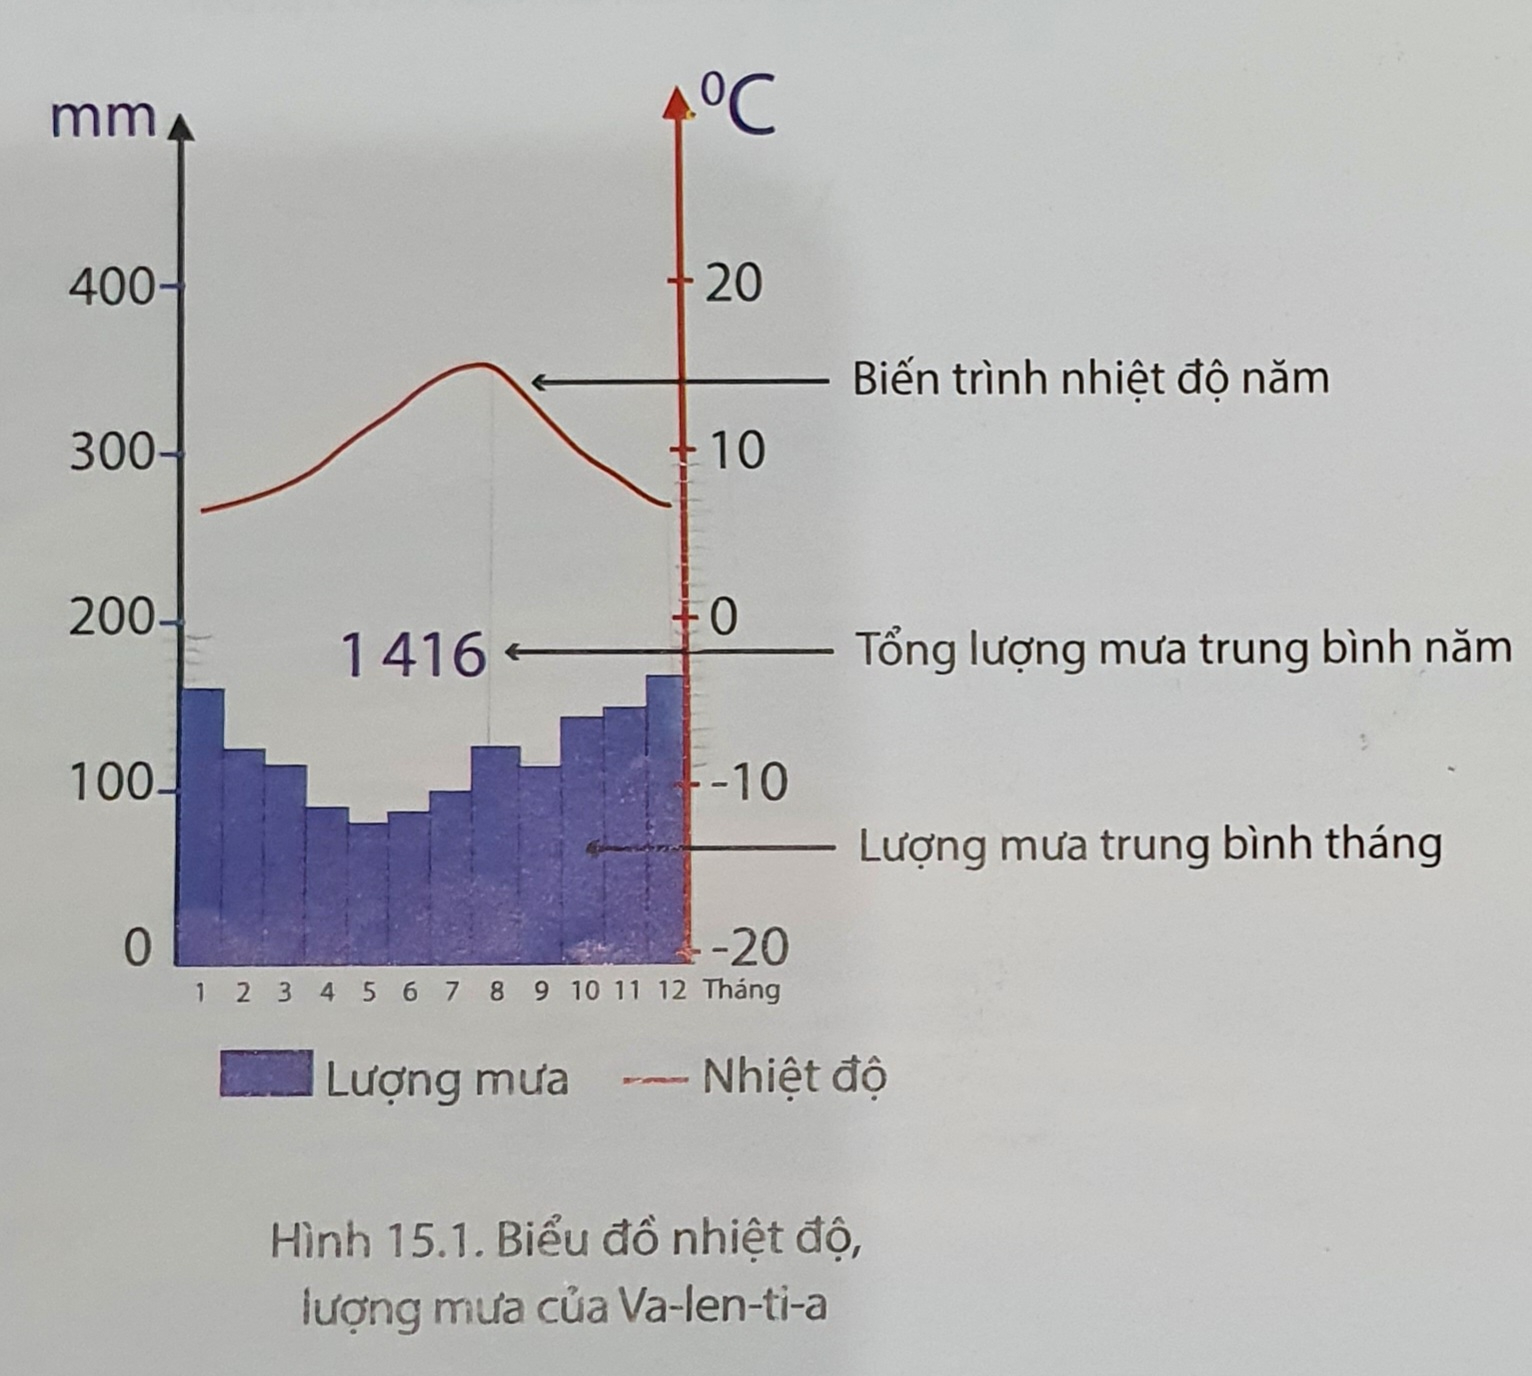 mm
⁰C
400
20
Biến trình nhiệt độ năm
300
10
200
0
1 416
Tổng lượng mưa trung bình năm
100
-10
Lượng mưa trung bình tháng
0
-20
1 2 3 4 5 6 7 8 9 10 11 12 Tháng
Lượng mưa Nhiệt độ
Hình 15.1. Biểu đồ nhiệt độ,
lượng mưa của Va-len-ti-a